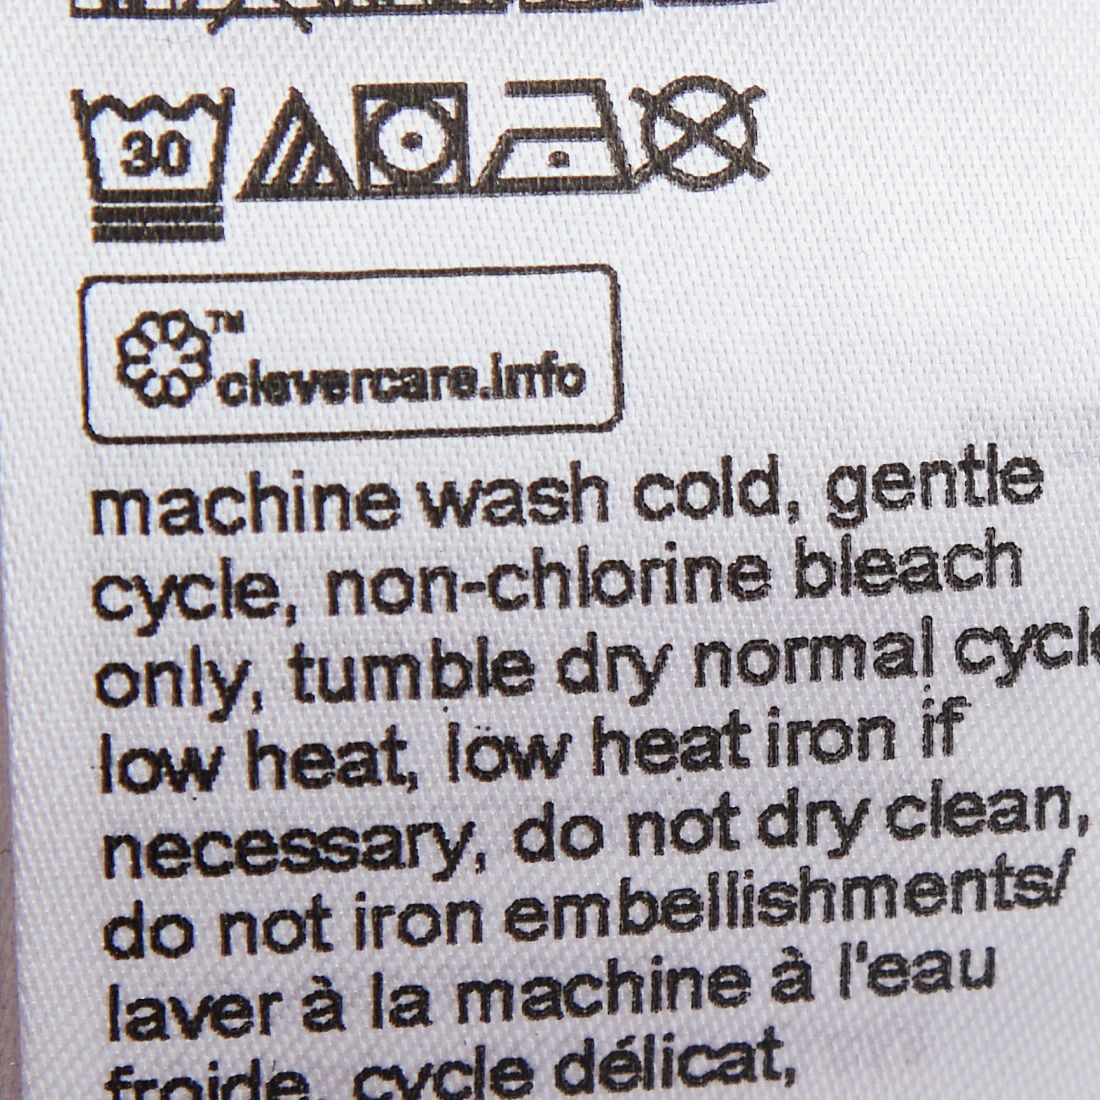 30
TM
clevercare.info
machine wash cold, gentle
cycle, non-chlorine bleach
only, tumble dry normal cycle
low heat, low heat iron if
necessary, do not dry clean,
do not iron embellishments/
laver à la machine à l'eau
froide, cycle délicat,